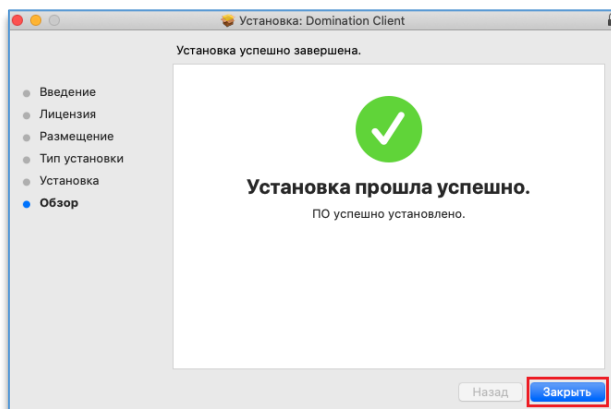 Установка: Domination Client
Установка успешно завершена.
Введение
Лицензия
Размещение
Тип установки
Установка
Обзор
Установка прошла успешно.
ПО успешно установлено.
Назад
Закрыть